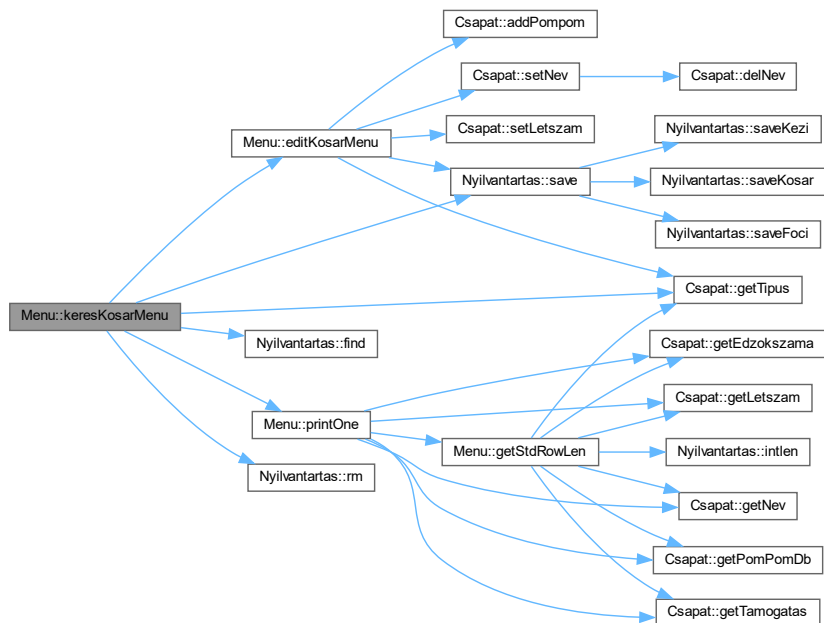 Csapat::addPompom
Csapat::setNev
Csapat::delNev
Csapat::setLetszam
Nyilvantartas::saveKezi
Menu::editKosarMenu
Nyilvantartas::save
Nyilvantartas::saveKosar
Nyilvantartas::saveFoci
Csapat::getTipus
Menu::keresKosarMenu
Nyilvantartas::find
Csapat::getEdzokszama
Csapat::getLetszam
Menu::printOne
Menu::getStdRowLen
Nyilvantartas::intlen
Nyilvantartas::rm
Csapat::getNev
Csapat::getPomPomDb
Csapat::getTamogatas